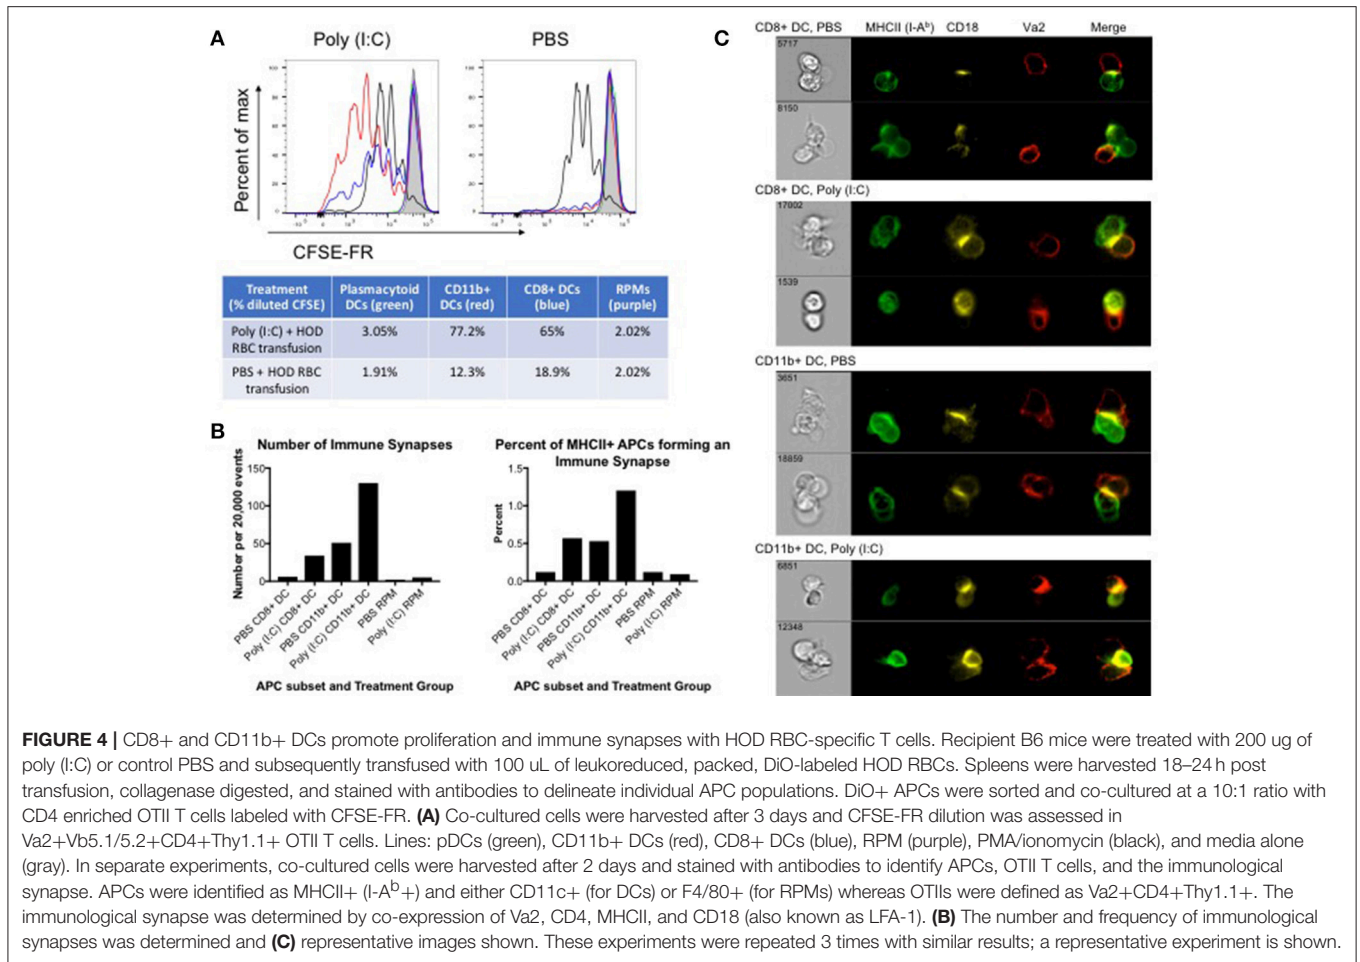 A
Poly (I:C)
PBS
Percent of max
100
80
60
40
20
0
100
80
60
40
20
0
CFSE-FR
Treatment (% diluted CFSE) Plasmacytoid DCs (green) CD11b+ DCs (red) CD8+ DCs (blue) RPMs (purple)
Poly (I:C) + HOD RBC transfusion 3.05% 77.2% 65% 2.02%
PBS + HOD RBC transfusion 1.91% 12.3% 18.9% 2.02%
B
Number of Immune Synapses
Number per 20,000 events
150
100
50
0
PBS CD8+ DC
Poly (I:C) CD8+ DC
PBS CD11b+ DC
Poly (I:C) CD11b+ DC
PBS RPM
Poly (I:C) RPM
APC subset and Treatment Group
Percent of MHCII+ APCs forming an
Immune Synapse
Percent
1.5
1.0
0.5
0.0
PBS CD8+ DC
Poly (I:C) CD8+ DC
PBS CD11b+ DC
Poly (I:C) CD11b+ DC
PBS RPM
Poly (I:C) RPM
APC subset and Treatment Group
C
CD8+ DC, PBS MHCII (I-Aᵇ) CD18 Va2 Merge
5717
8150
CD8+ DC, Poly (I:C)
17002
1539
CD11b+ DC, PBS
3651
18859
CD11b+ DC, Poly (I:C)
6851
12348
FIGURE 4 | CD8+ and CD11b+ DCs promote proliferation and immune synapses with HOD RBC-specific T cells. Recipient B6 mice were treated with 200 ug of
poly (I:C) or control PBS and subsequently transfused with 100 uL of leukoreduced, packed, DiO-labeled HOD RBCs. Spleens were harvested 18–24 h post
transfusion, collagenase digested, and stained with antibodies to delineate individual APC populations. DiO+ APCs were sorted and co-cultured at a 10:1 ratio with
CD4 enriched OTII T cells labeled with CFSE-FR. (A) Co-cultured cells were harvested after 3 days and CFSE-FR dilution was assessed in
Va2+Vb5.1/5.2+CD4+Thy1.1+ OTII T cells. Lines: pDCs (green), CD11b+ DCs (red), CD8+ DCs (blue), RPM (purple), PMA/ionomycin (black), and media alone
(gray). In separate experiments, co-cultured cells were harvested after 2 days and stained with antibodies to identify APCs, OTII T cells, and the immunological
synapse. APCs were identified as MHCII+ (I-Aᵇ+) and either CD11c+ (for DCs) or F4/80+ (for RPMs) whereas OTIIs were defined as Va2+CD4+Thy1.1+. The
immunological synapse was determined by co-expression of Va2, CD4, MHCII, and CD18 (also known as LFA-1). (B) The number and frequency of immunological
synapses was determined and (C) representative images shown. These experiments were repeated 3 times with similar results; a representative experiment is shown.